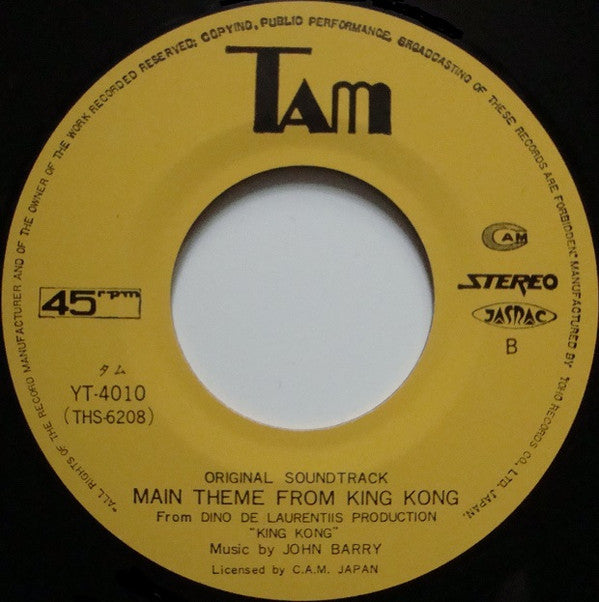 "ALL RIGHTS OF THE RECORD MANUFACTURER AND OF THE OWNER OF THE WORK RECORDED RESERVED; COPYING, PUBLIC PERFORMANCE, BROADCASTING OF THESE RECORDS ARE FORBIDDEN." MANUFACTURED BY TOHO RECORDS CO., LTD. JAPAN.
TAm
CAM
STEREO
45rpm
JASRAC
B
タム
YT-4010
(THS-6208)
ORIGINAL SOUNDTRACK
MAIN THEME FROM KING KONG
From DINO DE LAURENTIIS PRODUCTION
"KING KONG"
Music by JOHN BARRY
Licensed by C.A.M. JAPAN